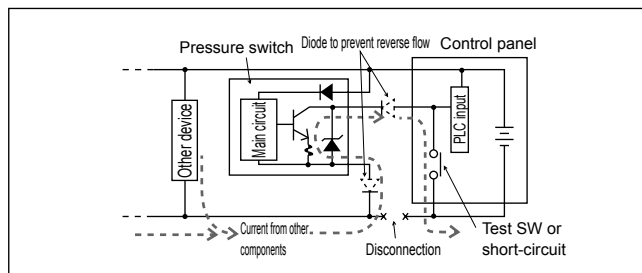 Diode to prevent reverse flow
Pressure switch
Control panel
Other device
Main circuit
PLC input
Current from other
components
Disconnection
Test SW or
short-circuit